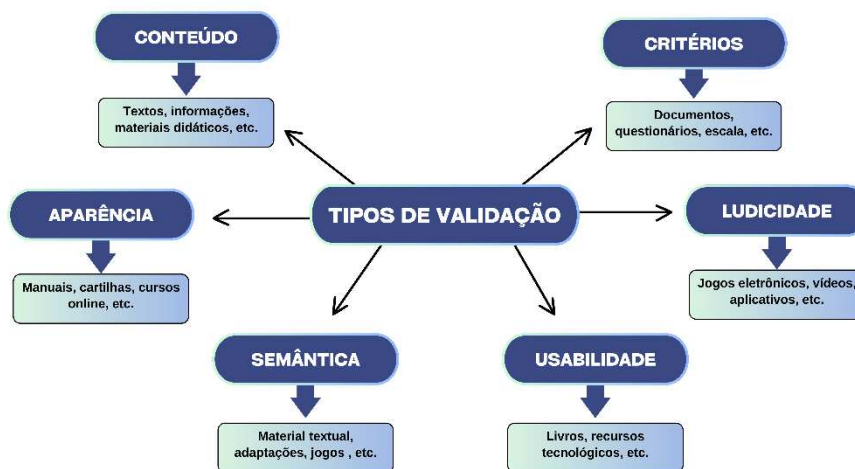 CONTEÚDO
Textos, informações,
materiais didáticos, etc.
CRITÉRIOS
Documentos,
questionários, escala, etc.
APARÊNCIA
Manuais, cartilhas, cursos
online, etc.
TIPOS DE VALIDAÇÃO
LUDICIDADE
Jogos eletrônicos, vídeos,
aplicativos, etc.
SEMÂNTICA
Material textual,
adaptações, jogos , etc.
USABILIDADE
Livros, recursos
tecnológicos, etc.